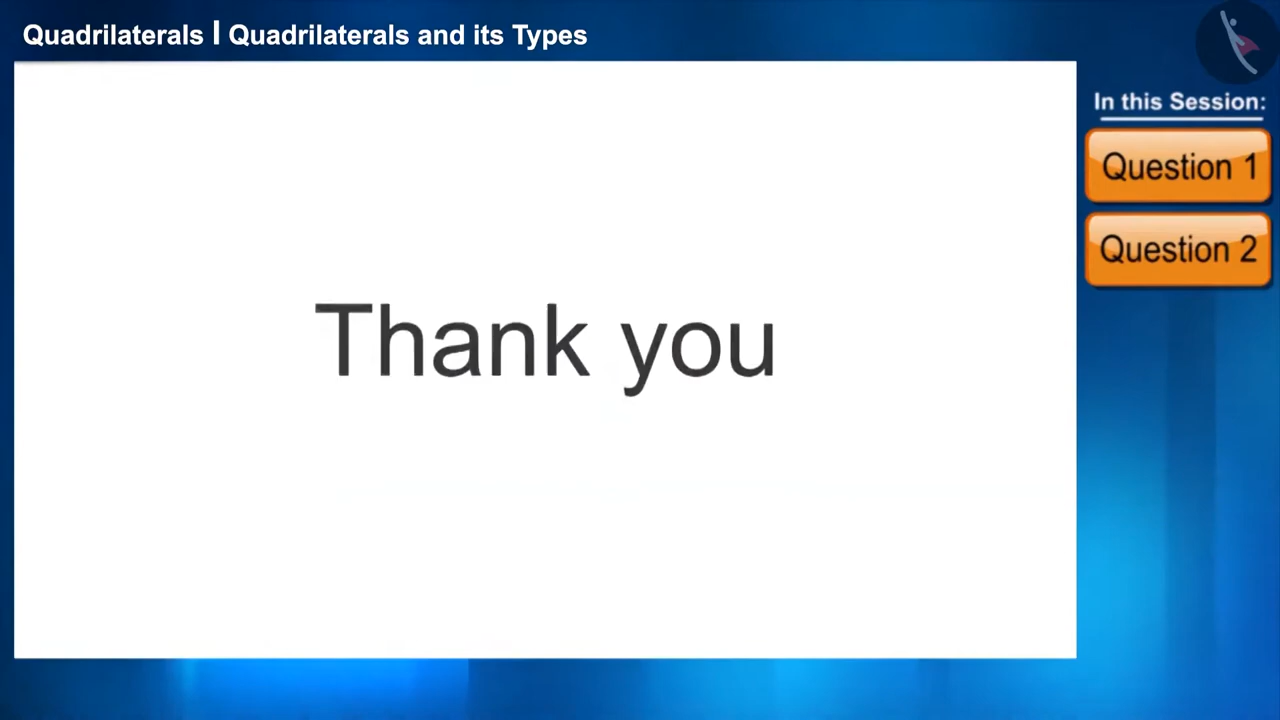 Quadrilaterals | Quadrilaterals and its Types
In this Session:
Question 1
Question 2
Thank you